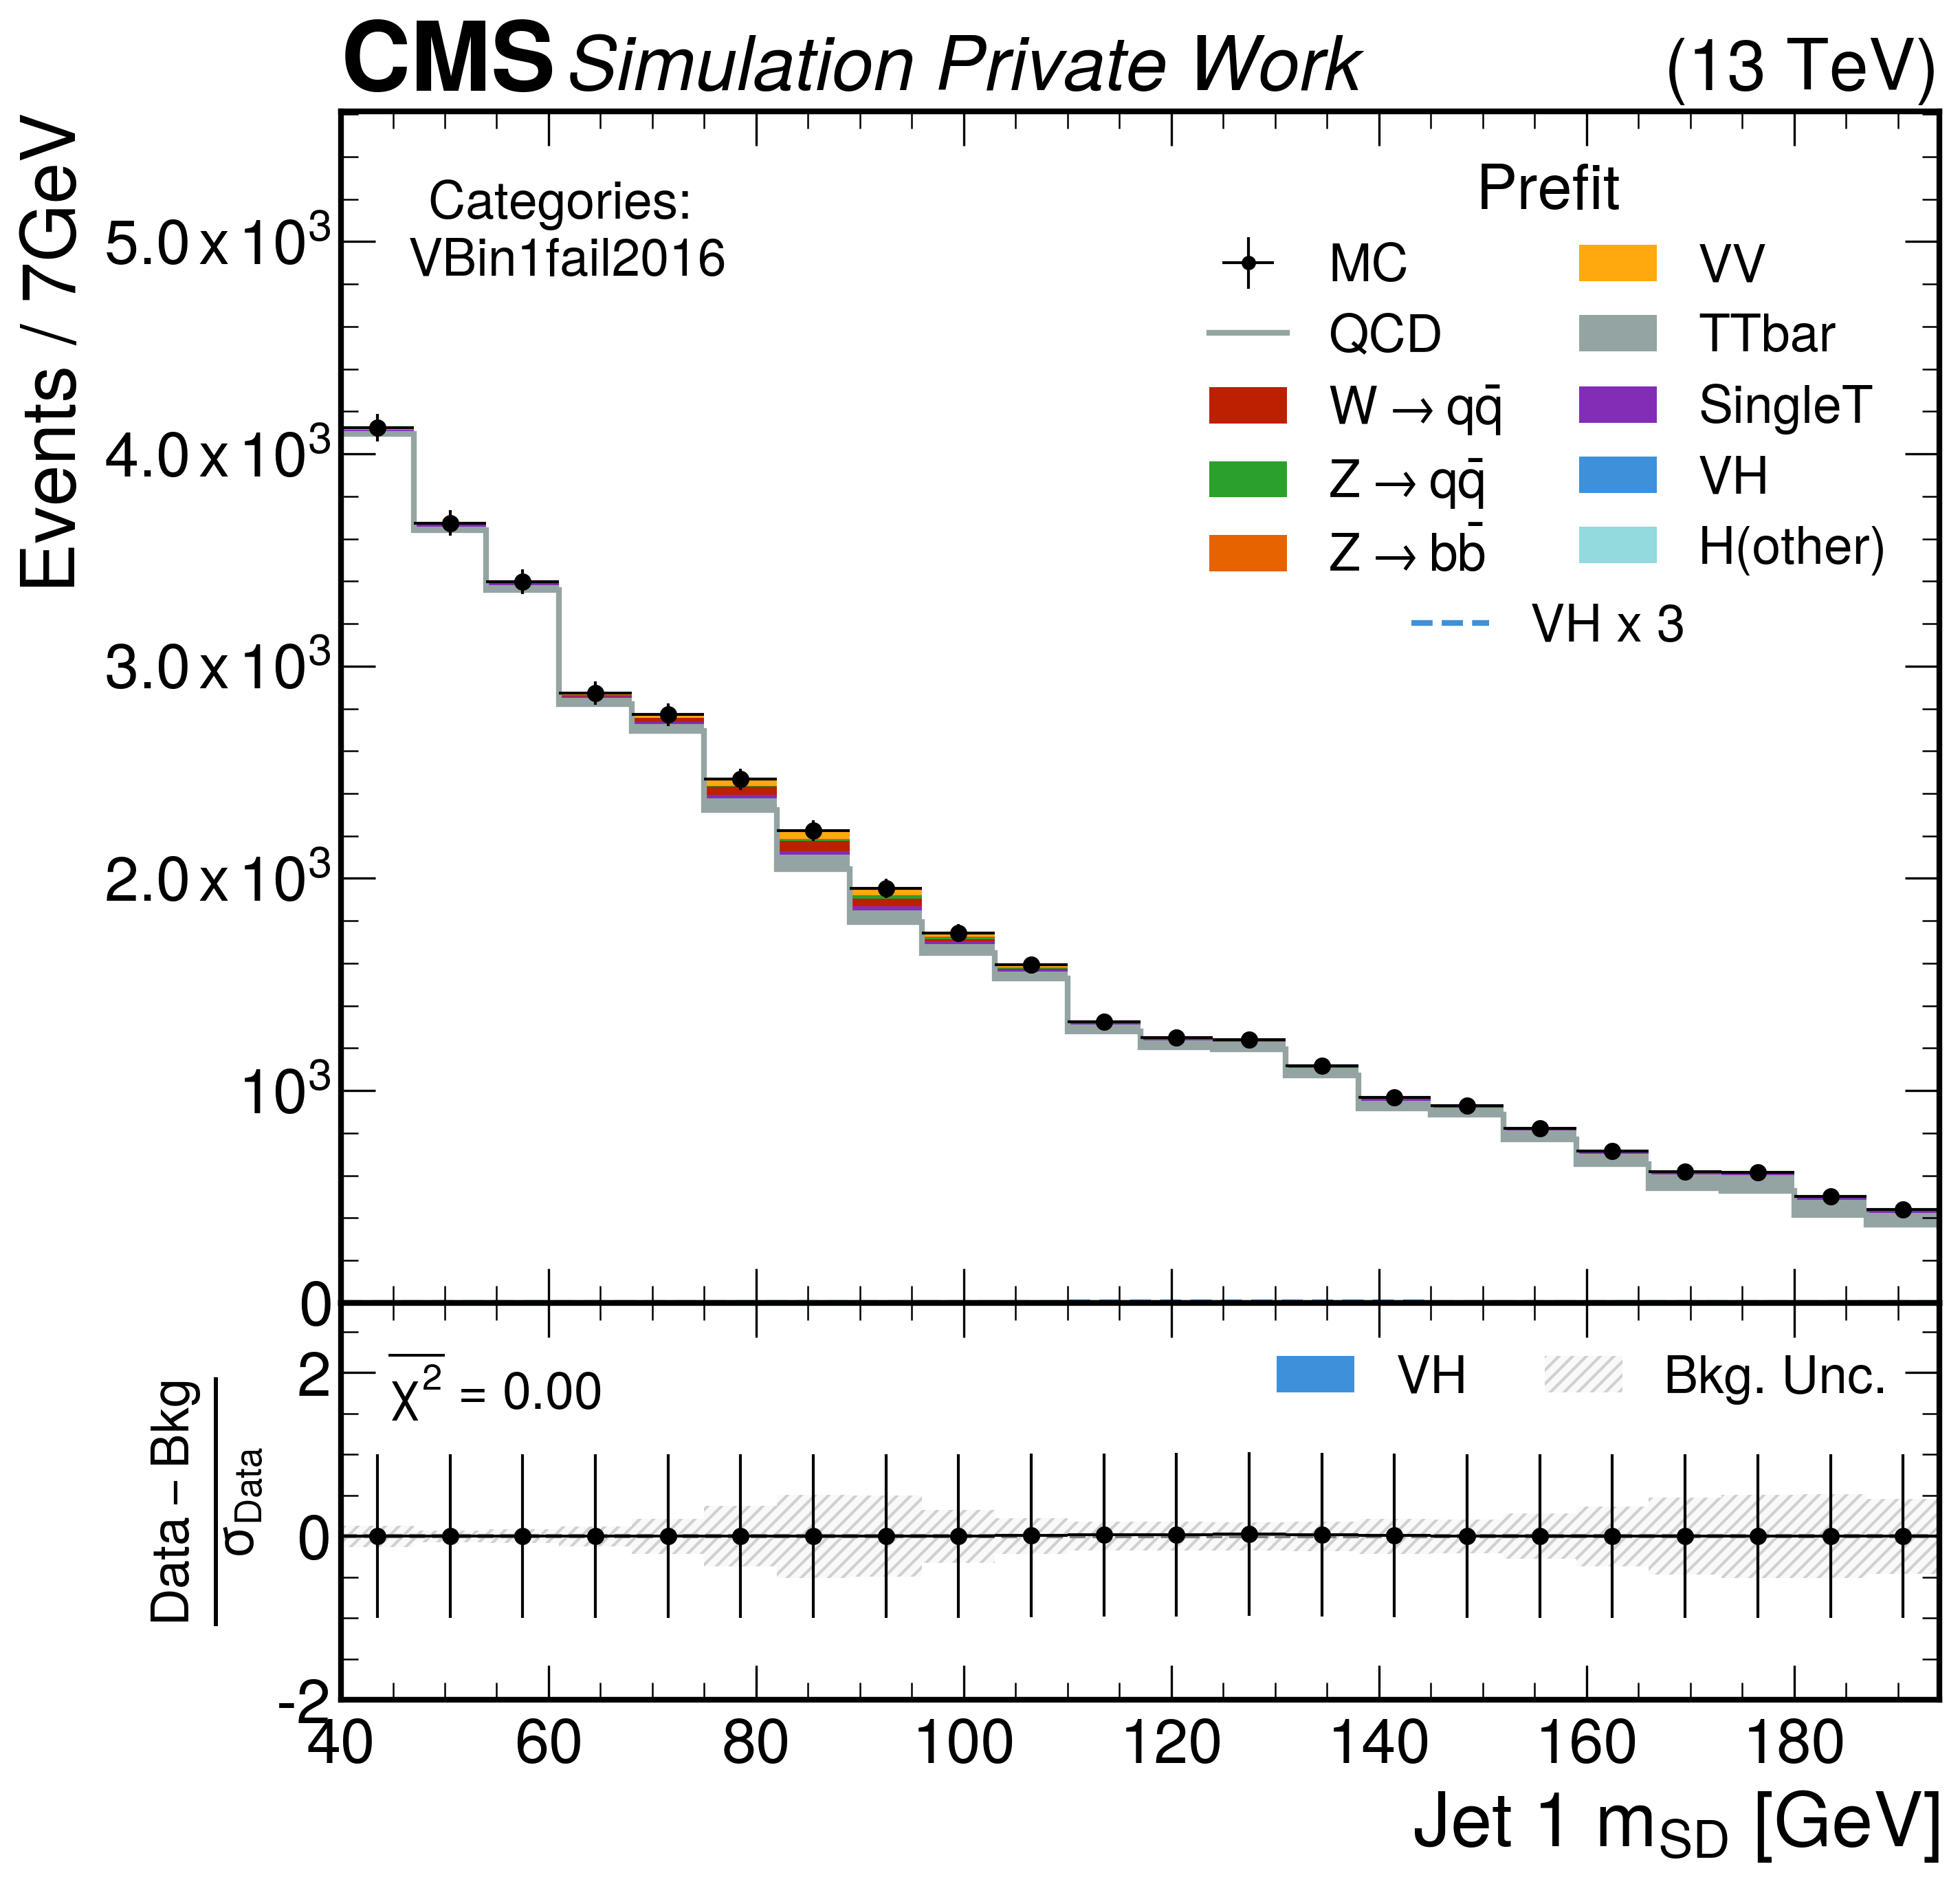 CMS Simulation Private Work (13 TeV)
Events / 7GeV
Categories:
VBin1fail2016
Prefit
MC
QCD
W → qq̄
Z → qq̄
Z → bb̄
VV
TTbar
SingleT
VH
H(other)
VH x 3
5.0 x 10³
4.0 x 10³
3.0 x 10³
2.0 x 10³
10³
0
Data – Bkg
σ_Data
χ² = 0.00
VH
Bkg. Unc.
2
0
-2
40 60 80 100 120 140 160 180
Jet 1 m_SD [GeV]